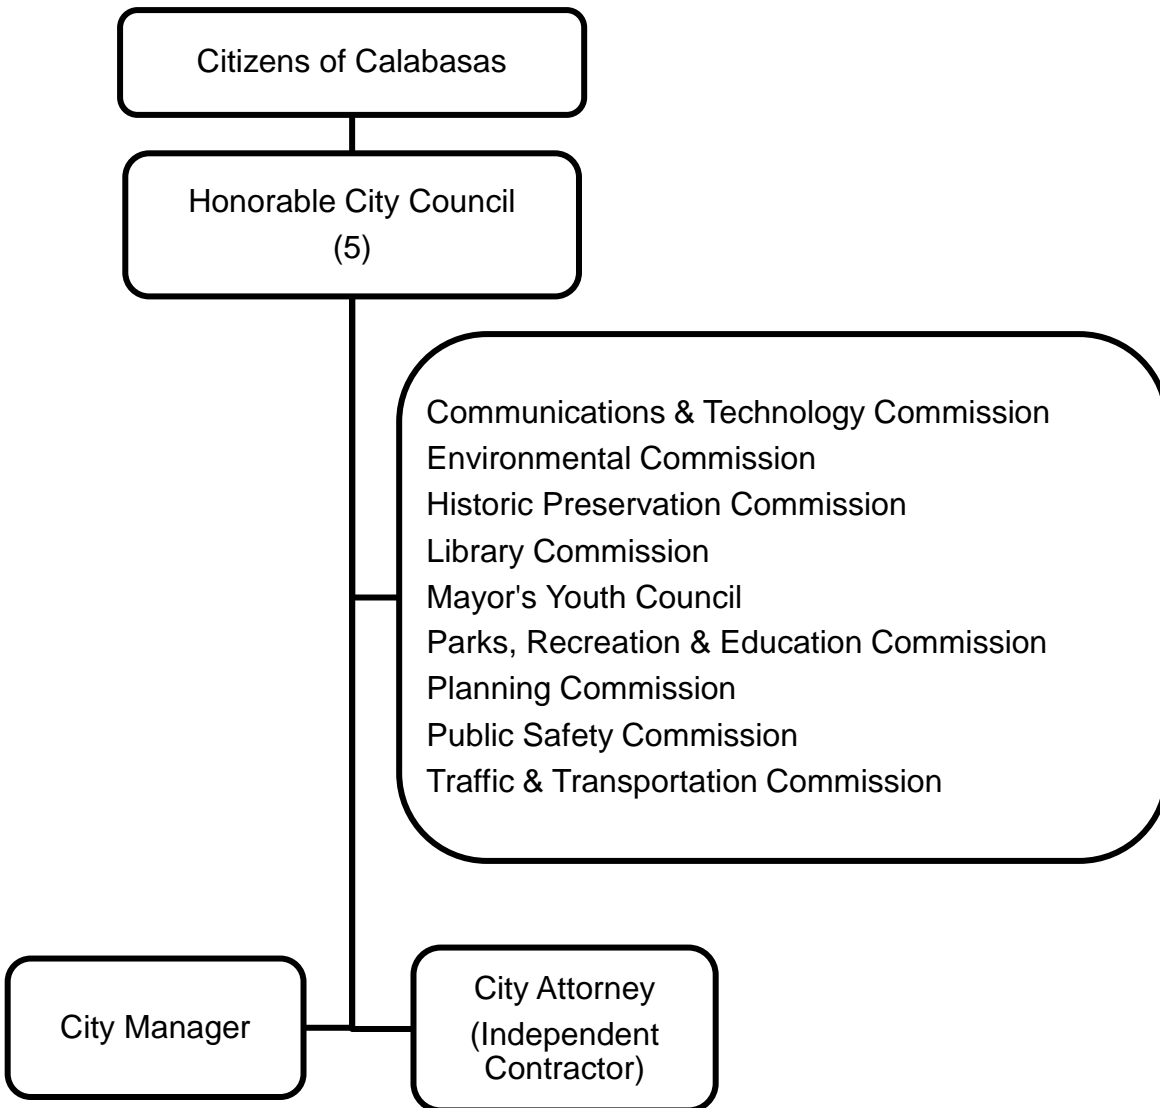 Citizens of Calabasas
Honorable City Council
(5)
Communications & Technology Commission
Environmental Commission
Historic Preservation Commission
Library Commission
Mayor's Youth Council
Parks, Recreation & Education Commission
Planning Commission
Public Safety Commission
Traffic & Transportation Commission
City Manager
City Attorney
(Independent
Contractor)